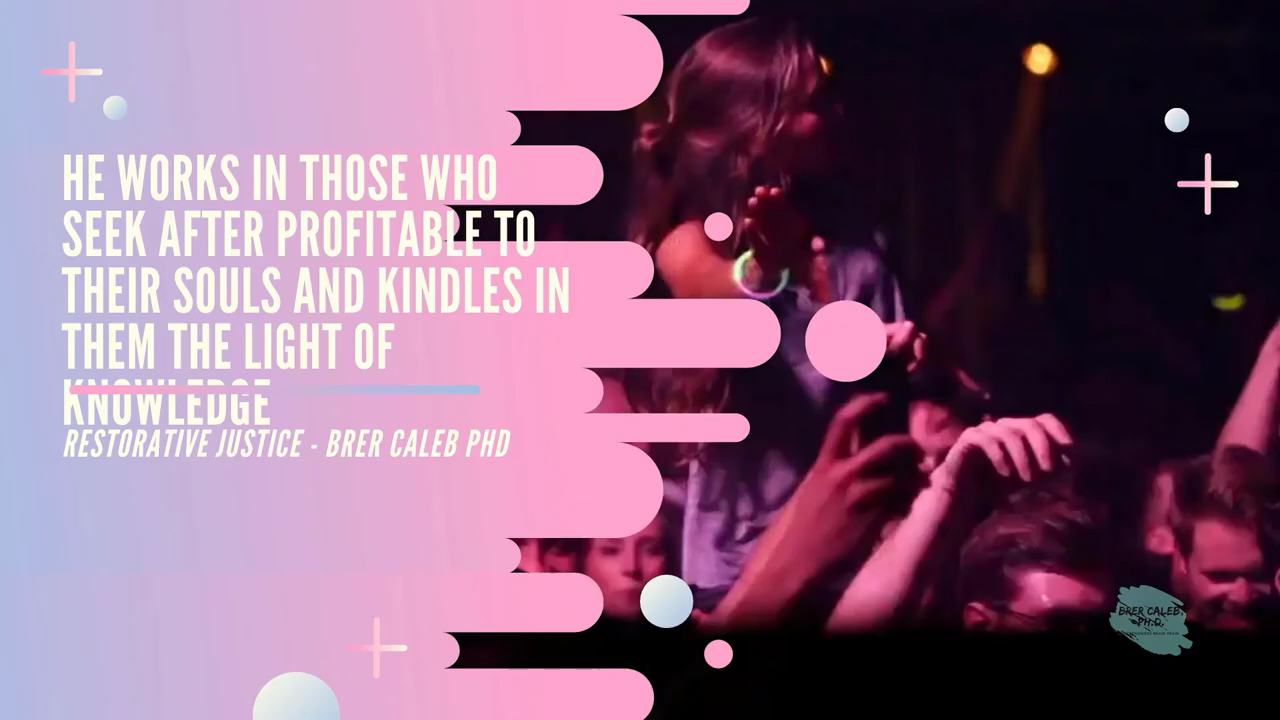 HE WORKS IN THOSE WHO
SEEK AFTER PROFITABLE TO
THEIR SOULS AND KINDLES IN
THEM THE LIGHT OF
KNOWLEDGE
RESTORATIVE JUSTICE - BRER CALEB PHD
BRER CALEB,
PH.D.